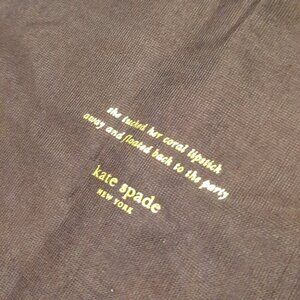 she tucked her coral lipstick
away and floated back to the party
kate spade
NEW YORK